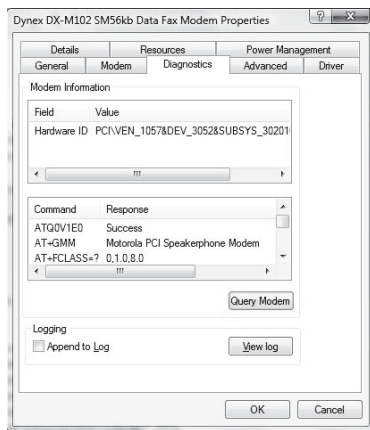 Dynex DX-M102 SM56kb Data Fax Modem Properties
Details Resources Power Management
General Modem Diagnostics Advanced Driver
Modem Information
Field Value
Hardware ID PCI\VEN_1057&DEV_3052&SUBSYS_30201
Command Response
ATQ0V1E0 Success
AT+GMM Motorola PCI Speakerphone Modem
AT+FCLASS=? 0,1.0,8.0
Query Modem
Logging
Append to Log View log
OK Cancel